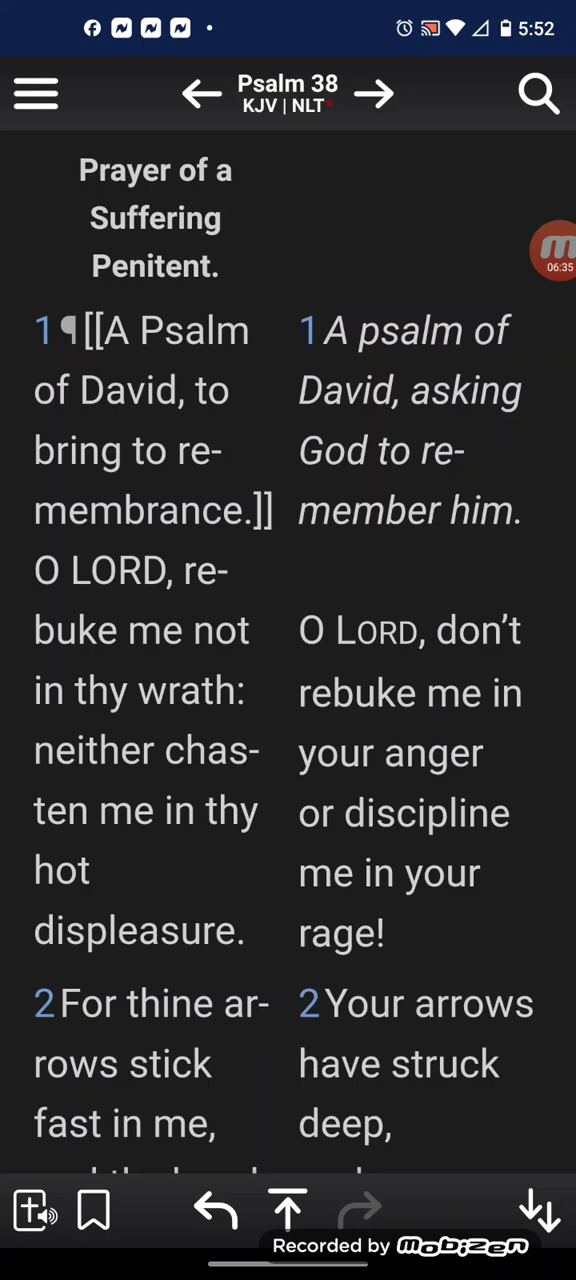 5:52
Psalm 38
KJV | NLT*
06:35
Prayer of a
Suffering
Penitent.
1 ¶[[A Psalm
of David, to
bring to re-
membrance.]]
O LORD, re-
buke me not
in thy wrath:
neither chas-
ten me in thy
hot
displeasure.
2 For thine ar-
rows stick
fast in me,
1 A psalm of
David, asking
God to re-
member him.
O LORD, don’t
rebuke me in
your anger
or discipline
me in your
rage!
2 Your arrows
have struck
deep,
Recorded by mobizen